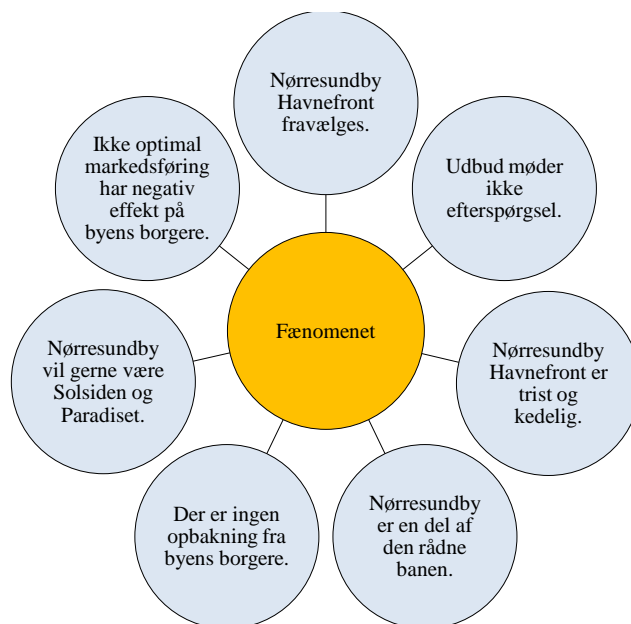 Nørresundby
Havnefront
fravælges.
Udbud møder
ikke
efterspørgsel.
Nørresundby
Havnefront er
trist og
kedelig.
Nørresundby
er en del af
den rådne
banen.
Der er ingen
opbakning fra
byens borgere.
Nørresundby
vil gerne være
Solsiden og
Paradiset.
Ikke optimal
markedsføring
har negativ
effekt på
byens borgere.
Fænomenet